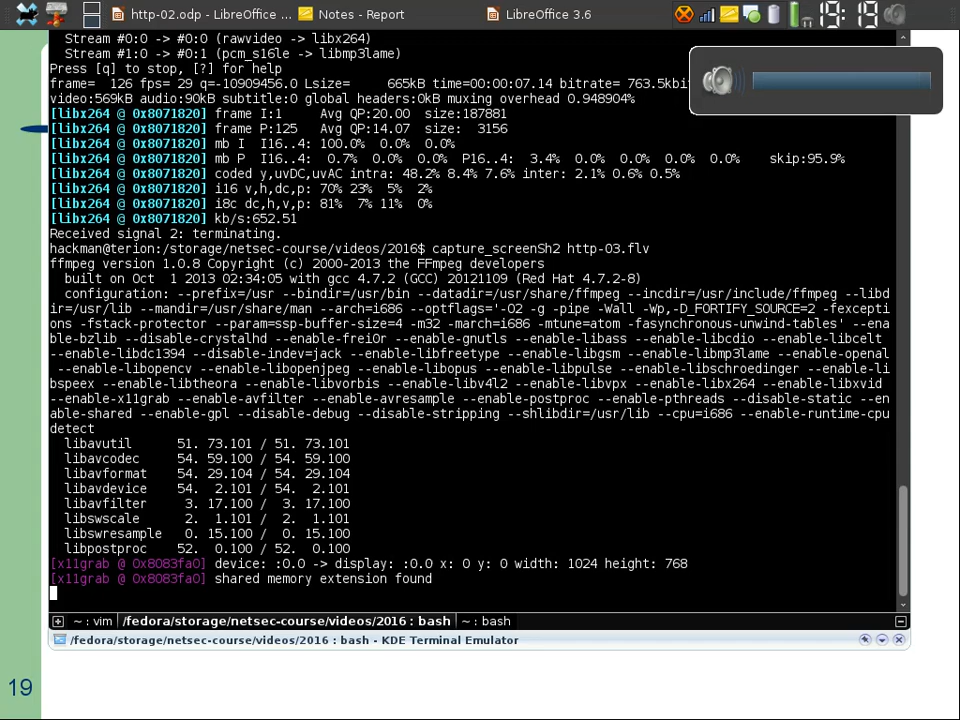 http-02.odp - LibreOffice ...
Notes - Report
LibreOffice 3.6
19: 19
Stream #0:0 -> #0:0 (rawvideo -> libx264)
Stream #1:0 -> #0:1 (pcm_s16le -> libmp3lame)
Press [q] to stop, [?] for help
frame= 126 fps= 29 q=-10909456.0 Lsize= 665kB time=00:00:07.14 bitrate= 763.5kbi
video:569kB audio:90kB subtitle:0 global headers:0kB muxing overhead 0.948904%
[libx264 @ 0x8071820] frame I:1 Avg QP:20.00 size:187881
[libx264 @ 0x8071820] frame P:125 Avg QP:14.07 size: 3156
[libx264 @ 0x8071820] mb I I16..4: 100.0% 0.0% 0.0%
[libx264 @ 0x8071820] mb P I16..4: 0.7% 0.0% 0.0% P16..4: 3.4% 0.0% 0.0% 0.0% 0.0% skip:95.9%
[libx264 @ 0x8071820] coded y,uvDC,uvAC intra: 48.2% 8.4% 7.6% inter: 2.1% 0.6% 0.5%
[libx264 @ 0x8071820] i16 v,h,dc,p: 70% 23% 5% 2%
[libx264 @ 0x8071820] i8c dc,h,v,p: 81% 7% 11% 0%
[libx264 @ 0x8071820] kb/s:652.51
Received signal 2: terminating.
hackman@terion:/storage/netsec-course/videos/2016$ capture_screenSh2 http-03.flv
ffmpeg version 1.0.8 Copyright (c) 2000-2013 the FFmpeg developers
built on Oct 1 2013 02:34:05 with gcc 4.7.2 (GCC) 20121109 (Red Hat 4.7.2-8)
configuration: --prefix=/usr --bindir=/usr/bin --datadir=/usr/share/ffmpeg --incdir=/usr/include/ffmpeg --libd
ir=/usr/lib --mandir=/usr/share/man --arch=i686 --optflags='-O2 -g -pipe -Wall -Wp,-D_FORTIFY_SOURCE=2 -fexcepti
ons -fstack-protector --param=ssp-buffer-size=4 -m32 -march=i686 -mtune=atom -fasynchronous-unwind-tables' --ena
ble-bzlib --disable-crystalhd --enable-frei0r --enable-gnutls --enable-libass --enable-libcdio --enable-libcelt
--enable-libdc1394 --disable-indev=jack --enable-libfreetype --enable-libgsm --enable-libmp3lame --enable-openal
--enable-libopencv --enable-libopenjpeg --enable-libopus --enable-libpulse --enable-libschroedinger --enable-li
bspeex --enable-libtheora --enable-libvorbis --enable-libv4l2 --enable-libvpx --enable-libx264 --enable-libxvid
--enable-x11grab --enable-avfilter --enable-avresample --enable-postproc --enable-pthreads --disable-static --en
able-shared --enable-gpl --disable-debug --disable-stripping --shlibdir=/usr/lib --cpu=i686 --enable-runtime-cpu
detect
libavutil 51. 73.101 / 51. 73.101
libavcodec 54. 59.100 / 54. 59.100
libavformat 54. 29.104 / 54. 29.104
libavdevice 54. 2.101 / 54. 2.101
libavfilter 3. 17.100 / 3. 17.100
libswscale 2. 1.101 / 2. 1.101
libswresample 0. 15.100 / 0. 15.100
libpostproc 52. 0.100 / 52. 0.100
[x11grab @ 0x8083fa0] device: :0.0 -> display: :0.0 x: 0 y: 0 width: 1024 height: 768
[x11grab @ 0x8083fa0] shared memory extension found
~ : vim
/fedora/storage/netsec-course/videos/2016 : bash
~ : bash
/fedora/storage/netsec-course/videos/2016 : bash - KDE Terminal Emulator
19